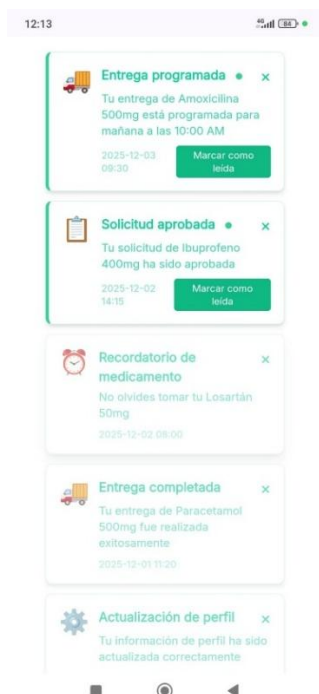 12:13
4G 84
Entrega programada
Tu entrega de Amoxicilina
500mg está programada para
mañana a las 10:00 AM
2025-12-03
09:30
Marcar como
leída
Solicitud aprobada
Tu solicitud de Ibuprofeno
400mg ha sido aprobada
2025-12-02
14:15
Marcar como
leída
Recordatorio de
medicamento
No olvides tomar tu Losartán
50mg
2025-12-02 08:00
Entrega completada
Tu entrega de Paracetamol
500mg fue realizada
exitosamente
2025-12-01 11:20
Actualización de perfil
Tu información de perfil ha sido
actualizada correctamente